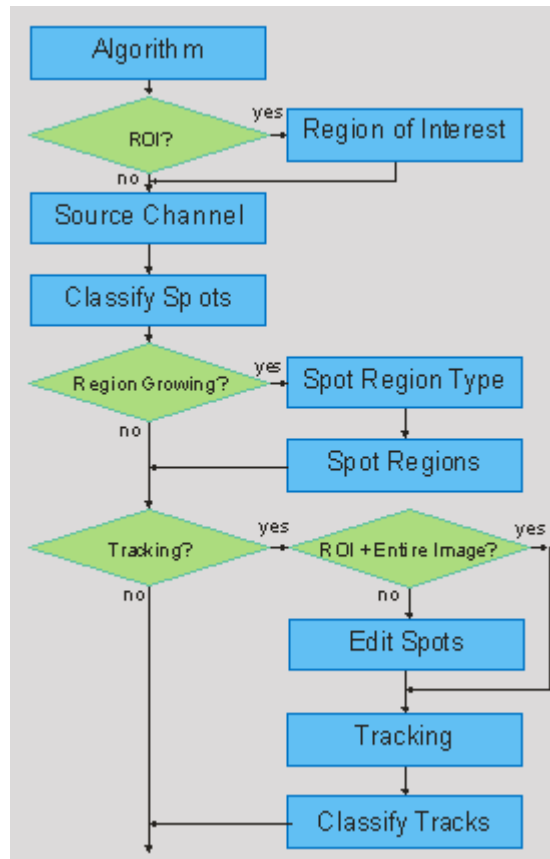 Algorithm
ROI?
yes
Region of Interest
no
Source Channel
Classify Spots
Region Growing?
yes
Spot Region Type
no
Spot Regions
Tracking?
yes
ROI + Entire Image?
yes
no
no
Edit Spots
Tracking
Classify Tracks